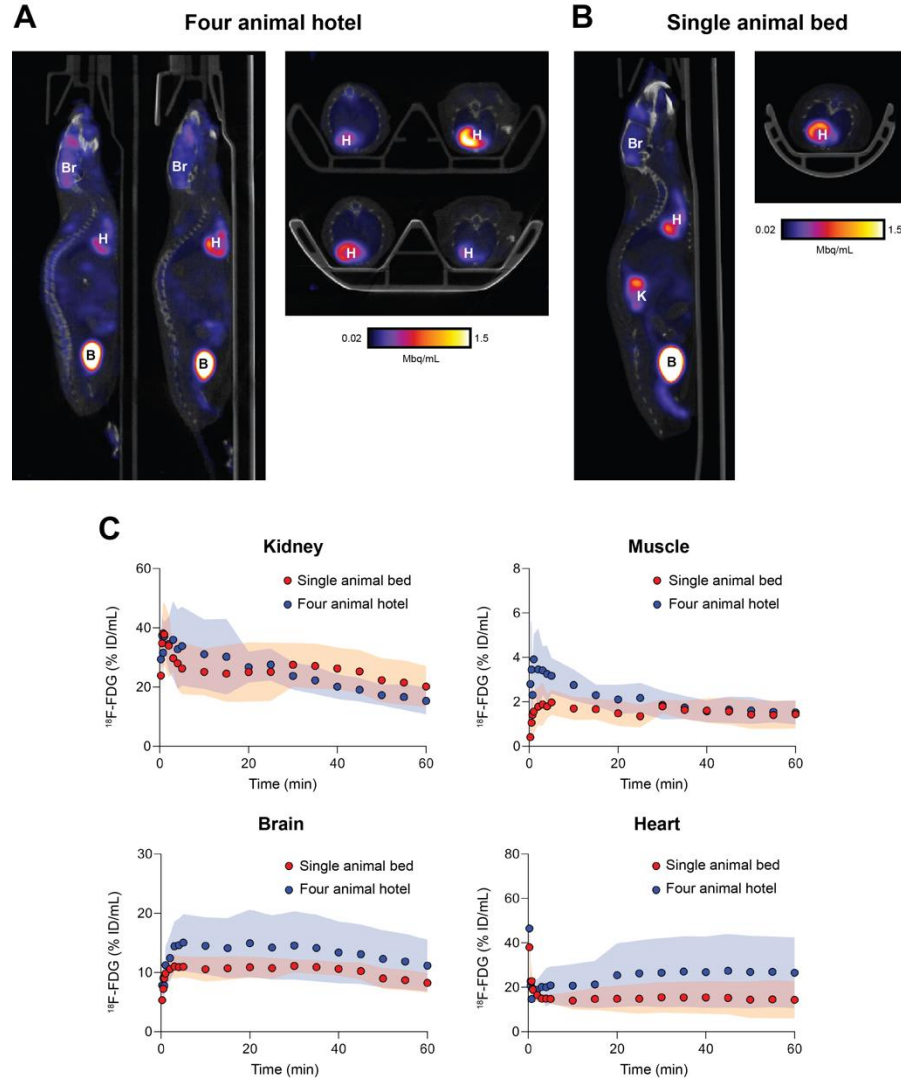 A
Four animal hotel
Br
Br
H
H
B
B
H
H
H
H
0.02
1.5
Mbq/mL
B
Single animal bed
Br
H
K
B
H
0.02
1.5
Mbq/mL
C
Kidney
Single animal bed
Four animal hotel
60
40
20
0
¹⁸F-FDG (% ID/mL)
0 20 40 60
Time (min)
Muscle
Single animal bed
Four animal hotel
8
6
4
2
0
¹⁸F-FDG (% ID/mL)
0 20 40 60
Time (min)
Brain
Single animal bed
Four animal hotel
30
20
10
0
¹⁸F-FDG (% ID/mL)
0 20 40 60
Time (min)
Heart
Single animal bed
Four animal hotel
80
60
40
20
0
¹⁸F-FDG (% ID/mL)
0 20 40 60
Time (min)